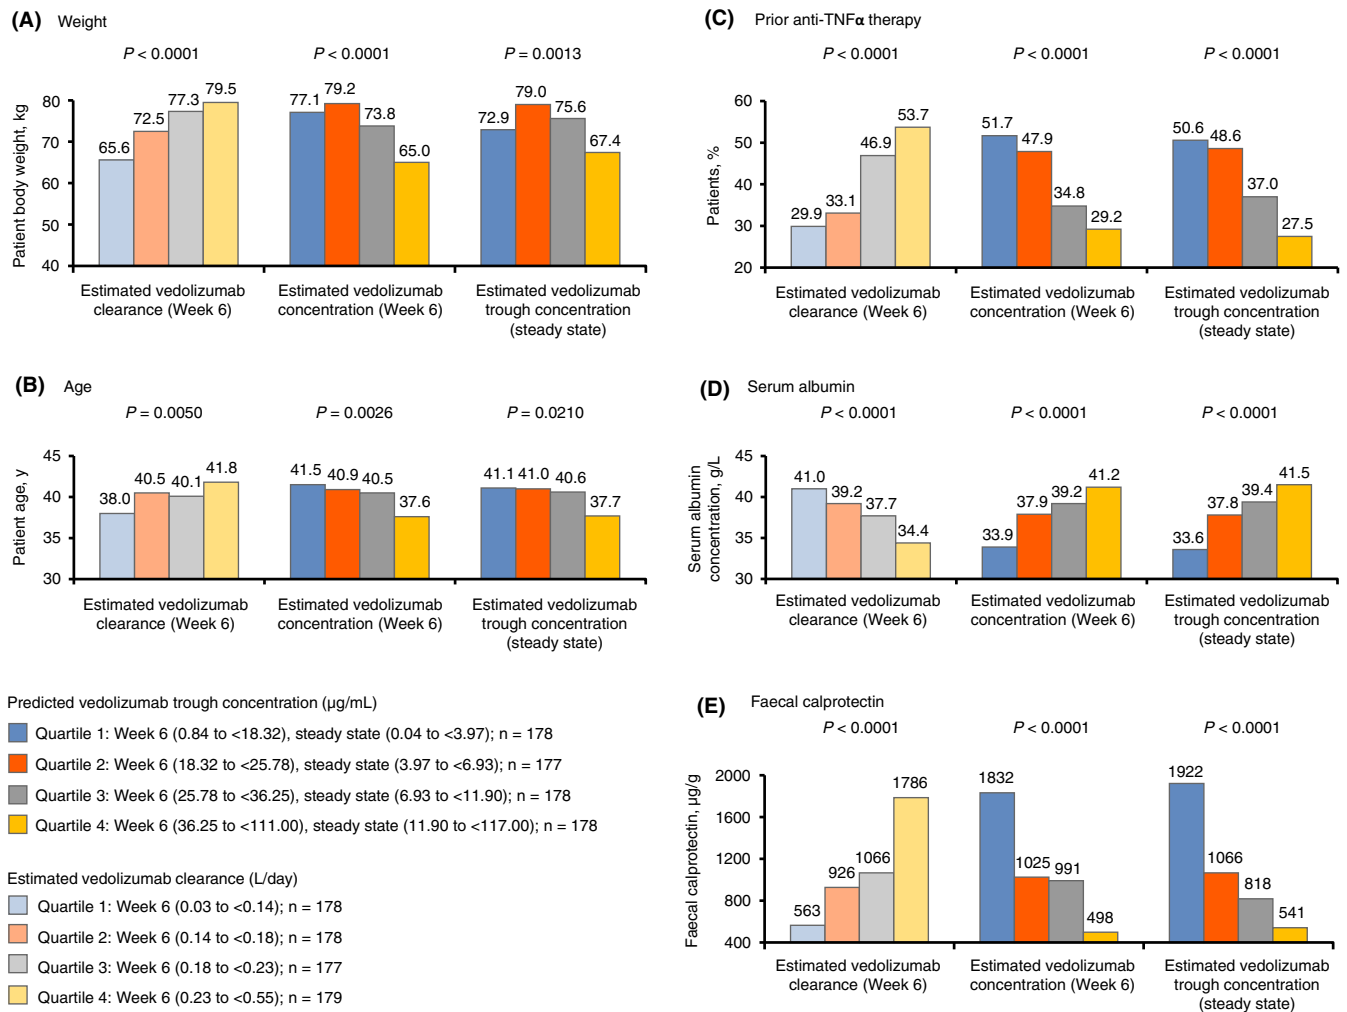 (A) Weight
P < 0.0001 P < 0.0001 P = 0.0013
Patient body weight, kg
80
70
60
50
40
65.6 72.5 77.3 79.5
77.1 79.2 73.8 65.0
72.9 79.0 75.6 67.4
Estimated vedolizumab
clearance (Week 6)
Estimated vedolizumab
concentration (Week 6)
Estimated vedolizumab
trough concentration
(steady state)
(B) Age
P = 0.0050 P = 0.0026 P = 0.0210
Patient age, y
45
40
35
30
38.0 40.5 40.1 41.8
41.5 40.9 40.5 37.6
41.1 41.0 40.6 37.7
Estimated vedolizumab
clearance (Week 6)
Estimated vedolizumab
concentration (Week 6)
Estimated vedolizumab
trough concentration
(steady state)
Predicted vedolizumab trough concentration (µg/mL)
Quartile 1: Week 6 (0.84 to <18.32), steady state (0.04 to <3.97); n = 178
Quartile 2: Week 6 (18.32 to <25.78), steady state (3.97 to <6.93); n = 177
Quartile 3: Week 6 (25.78 to <36.25), steady state (6.93 to <11.90); n = 178
Quartile 4: Week 6 (36.25 to <111.00), steady state (11.90 to <117.00); n = 178
Estimated vedolizumab clearance (L/day)
Quartile 1: Week 6 (0.03 to <0.14); n = 178
Quartile 2: Week 6 (0.14 to <0.18); n = 178
Quartile 3: Week 6 (0.18 to <0.23); n = 177
Quartile 4: Week 6 (0.23 to <0.55); n = 179
(C) Prior anti-TNFα therapy
P < 0.0001 P < 0.0001 P < 0.0001
Patients, %
60
50
40
30
20
29.9 33.1 46.9 53.7
51.7 47.9 34.8 29.2
50.6 48.6 37.0 27.5
Estimated vedolizumab
clearance (Week 6)
Estimated vedolizumab
concentration (Week 6)
Estimated vedolizumab
trough concentration
(steady state)
(D) Serum albumin
P < 0.0001 P < 0.0001 P < 0.0001
Serum albumin
concentration, g/L
45
40
35
30
41.0 39.2 37.7 34.4
33.9 37.9 39.2 41.2
33.6 37.8 39.4 41.5
Estimated vedolizumab
clearance (Week 6)
Estimated vedolizumab
concentration (Week 6)
Estimated vedolizumab
trough concentration
(steady state)
(E) Faecal calprotectin
P < 0.0001 P < 0.0001 P < 0.0001
Faecal calprotectin, µg/g
2000
1600
1200
800
400
563 926 1066 1786
1832 1025 991 498
1922 1066 818 541
Estimated vedolizumab
clearance (Week 6)
Estimated vedolizumab
concentration (Week 6)
Estimated vedolizumab
trough concentration
(steady state)